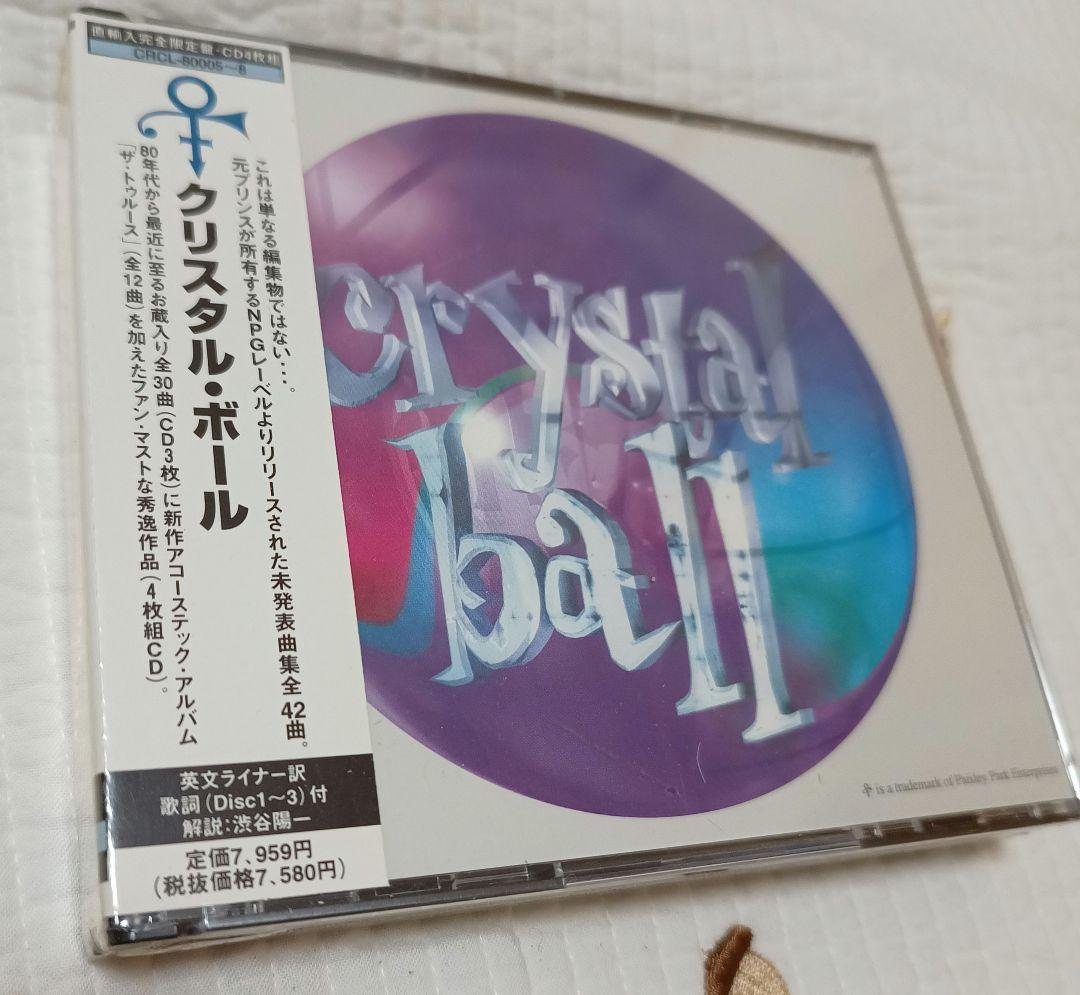 直輸入完全限定盤・CD4枚組
CRCL-80005〜8
クリスタル・ボール
これは単なる編集物ではない・・・。
元プリンスが所有するNPGレーベルよりリリースされた未発表曲集全42曲。
80年代から最近に至るお蔵入り全30曲(CD3枚)に新作アコースティック・アルバム
「ザ・トゥルース」(全12曲)を加えたファン・マストな秀逸作品(4枚組CD)。
英文ライナー訳
歌詞(Disc1〜3)付
解説:渋谷陽一
定価7,959円
(税抜価格7,580円)
crystal
ball
is a trademark of Paisley Park Enterprises